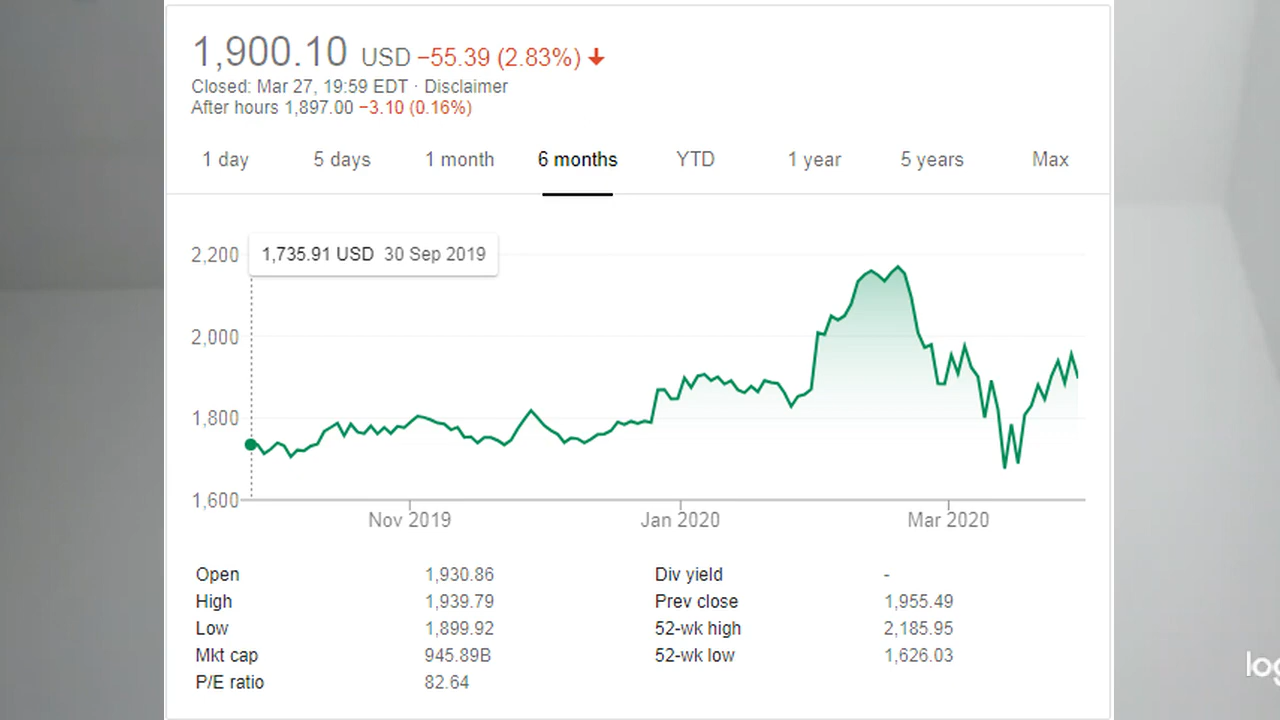 1,900.10 USD −55.39 (2.83%)
Closed: Mar 27, 19:59 EDT · Disclaimer
After hours 1,897.00 −3.10 (0.16%)
1 day 5 days 1 month 6 months YTD 1 year 5 years Max
2,200
1,735.91 USD 30 Sep 2019
2,000
1,800
1,600
Nov 2019 Jan 2020 Mar 2020
Open 1,930.86 Div yield -
High 1,939.79 Prev close 1,955.49
Low 1,899.92 52-wk high 2,185.95
Mkt cap 945.89B 52-wk low 1,626.03
P/E ratio 82.64